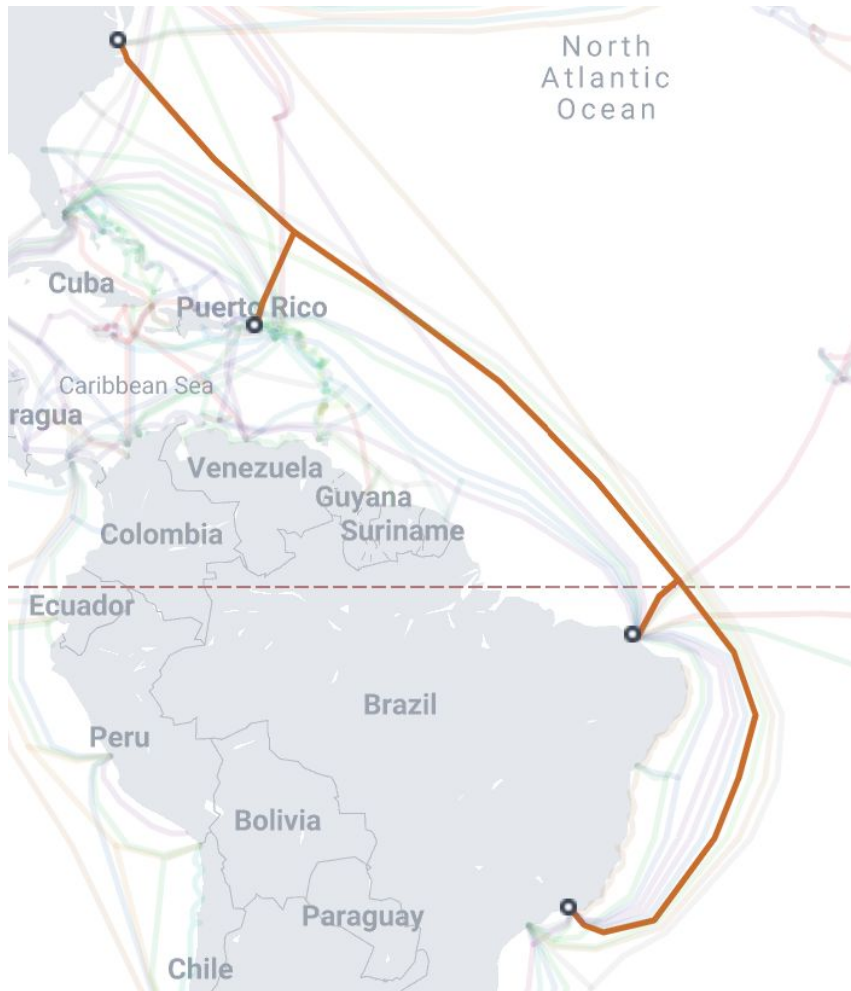 North
Atlantic
Ocean
Cuba
Puerto Rico
Caribbean Sea
ragua
Venezuela
Guyana
Suriname
Colombia
Ecuador
Brazil
Peru
Bolivia
Paraguay
Chile